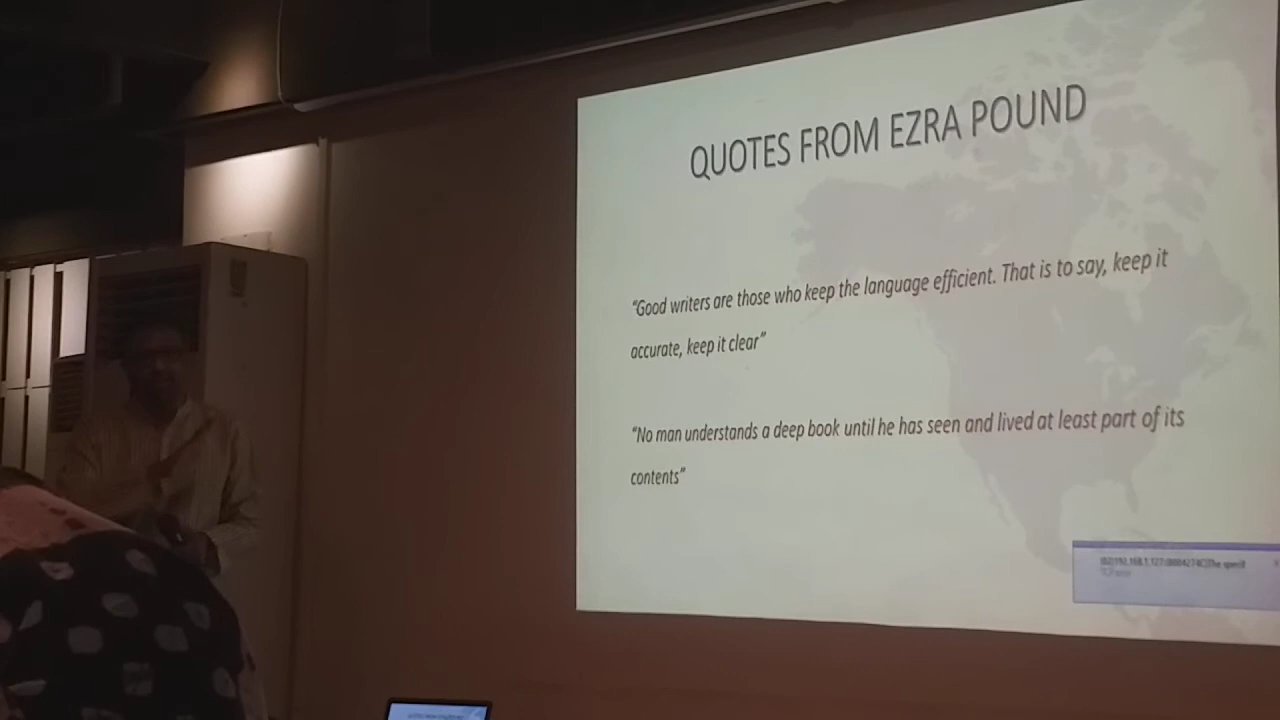 QUOTES FROM EZRA POUND
“Good writers are those who keep the language efficient. That is to say, keep it
accurate, keep it clear”
“No man understands a deep book until he has seen and lived at least part of its
contents”
The specif